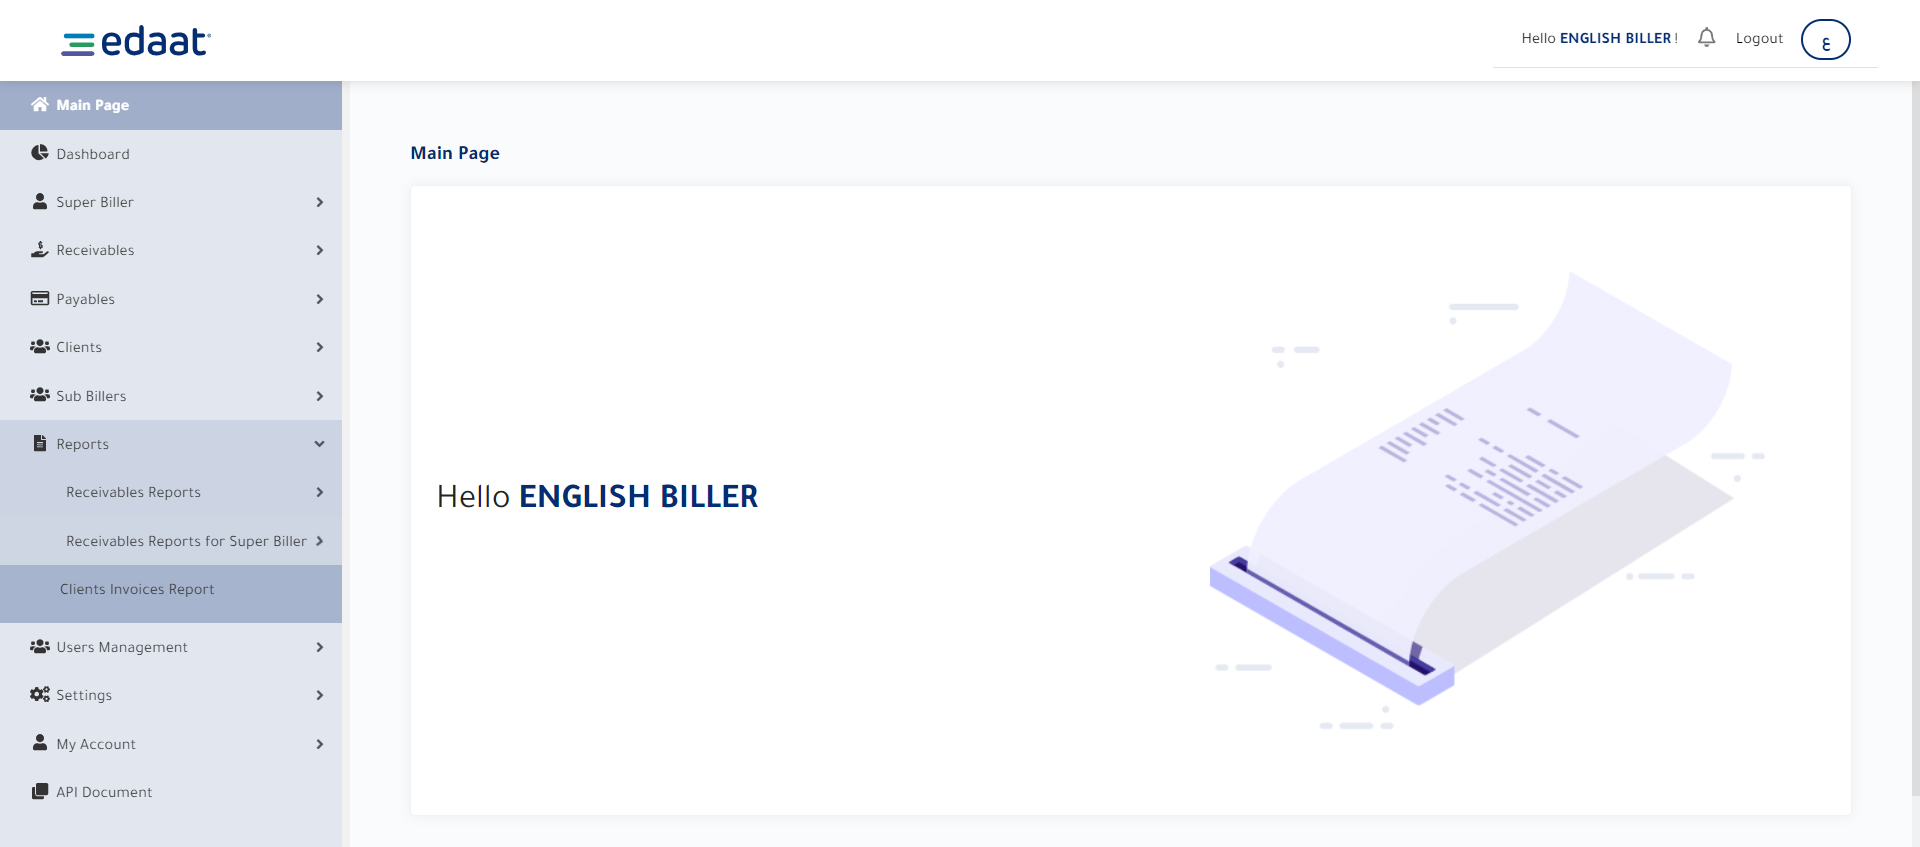 edaat
Hello ENGLISH BILLER !
Logout
ع
Main Page
Dashboard
Super Biller
Receivables
Payables
Clients
Sub Billers
Reports
Receivables Reports
Receivables Reports for Super Biller
Clients Invoices Report
Users Management
Settings
My Account
API Document
Main Page
Hello ENGLISH BILLER